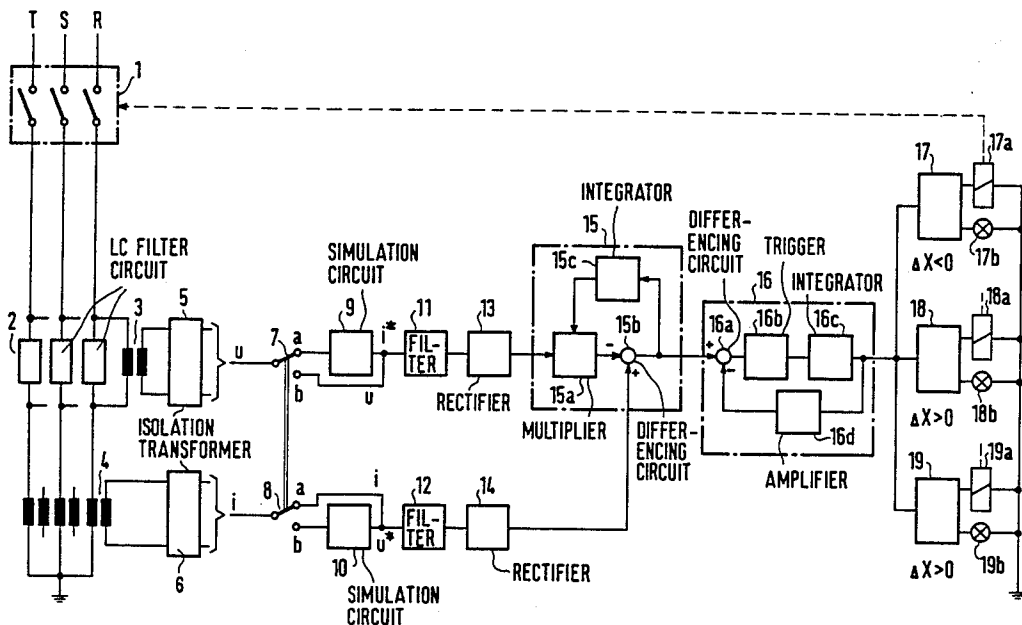 T S R
1
17a
17
INTEGRATOR
DIFFER-
ENCING
CIRCUIT
TRIGGER
INTEGRATOR
LC FILTER
CIRCUIT
SIMULATION
CIRCUIT
15
15c
17b
ΔX<0
2
3
5
9
i*
11
13
16
16a
16b
16c
18a
18
7
a
b
u
FIL-
TER
15b
+
-
u
RECTIFIER
15a
MULTIPLIER
-
+
DIFFER-
ENCING
CIRCUIT
16d
AMPLIFIER
18b
ΔX>0
ISOLATION
TRANSFORMER
4
i
8
a
b
i
12
14
19a
19
FIL-
TER
u*
10
RECTIFIER
6
SIMULATION
CIRCUIT
19b
ΔX>0